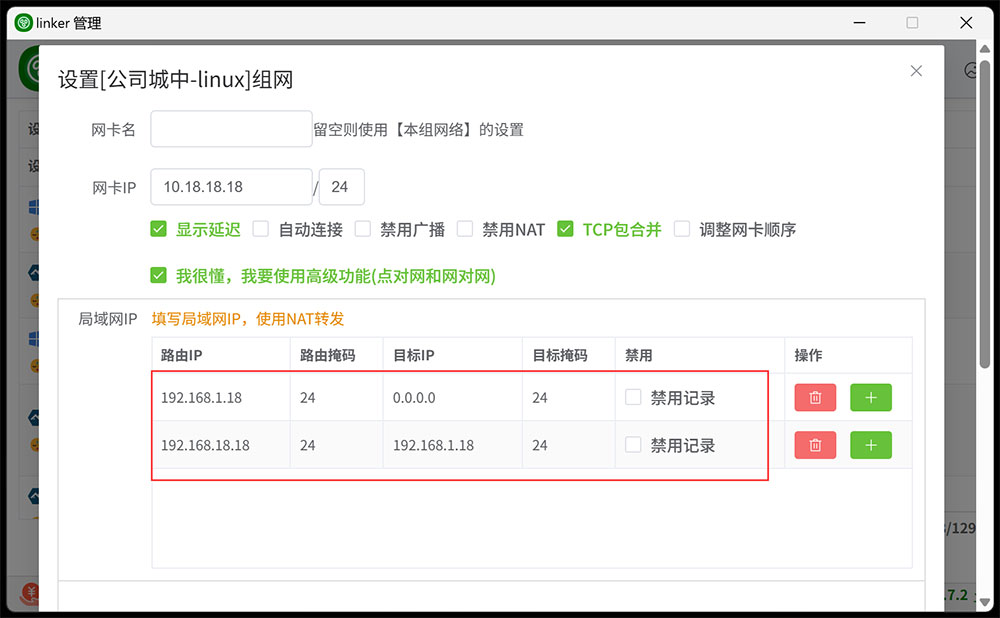 linker 管理
设置[公司城中-linux]组网
网卡名 留空则使用【本组网络】的设置
网卡IP 10.18.18.18 / 24
显示延迟 自动连接 禁用广播 禁用NAT TCP包合并 调整网卡顺序
我很懂，我要使用高级功能(点对网和网对网)
局域网IP 填写局域网IP，使用NAT转发
路由IP 路由掩码 目标IP 目标掩码 禁用 操作
192.168.1.18 24 0.0.0.0 24 禁用记录
192.168.18.18 24 192.168.1.18 24 禁用记录
/129
.7.2